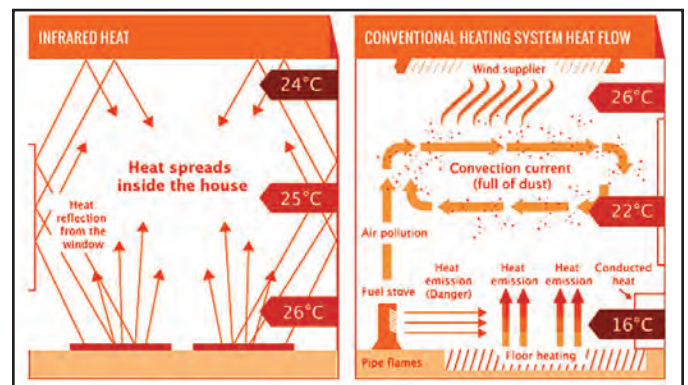 INFRARED HEAT
24°C
Heat spreads
inside the house
25°C
Heat
reflection
from the
window
26°C
CONVENTIONAL HEATING SYSTEM HEAT FLOW
Wind supplier
26°C
Convection current
(full of dust)
22°C
Air pollution
Heat
emission
(Danger)
Heat
emission
Heat
emission
Conducted
heat
Fuel stove
16°C
Pipe flames
Floor heating